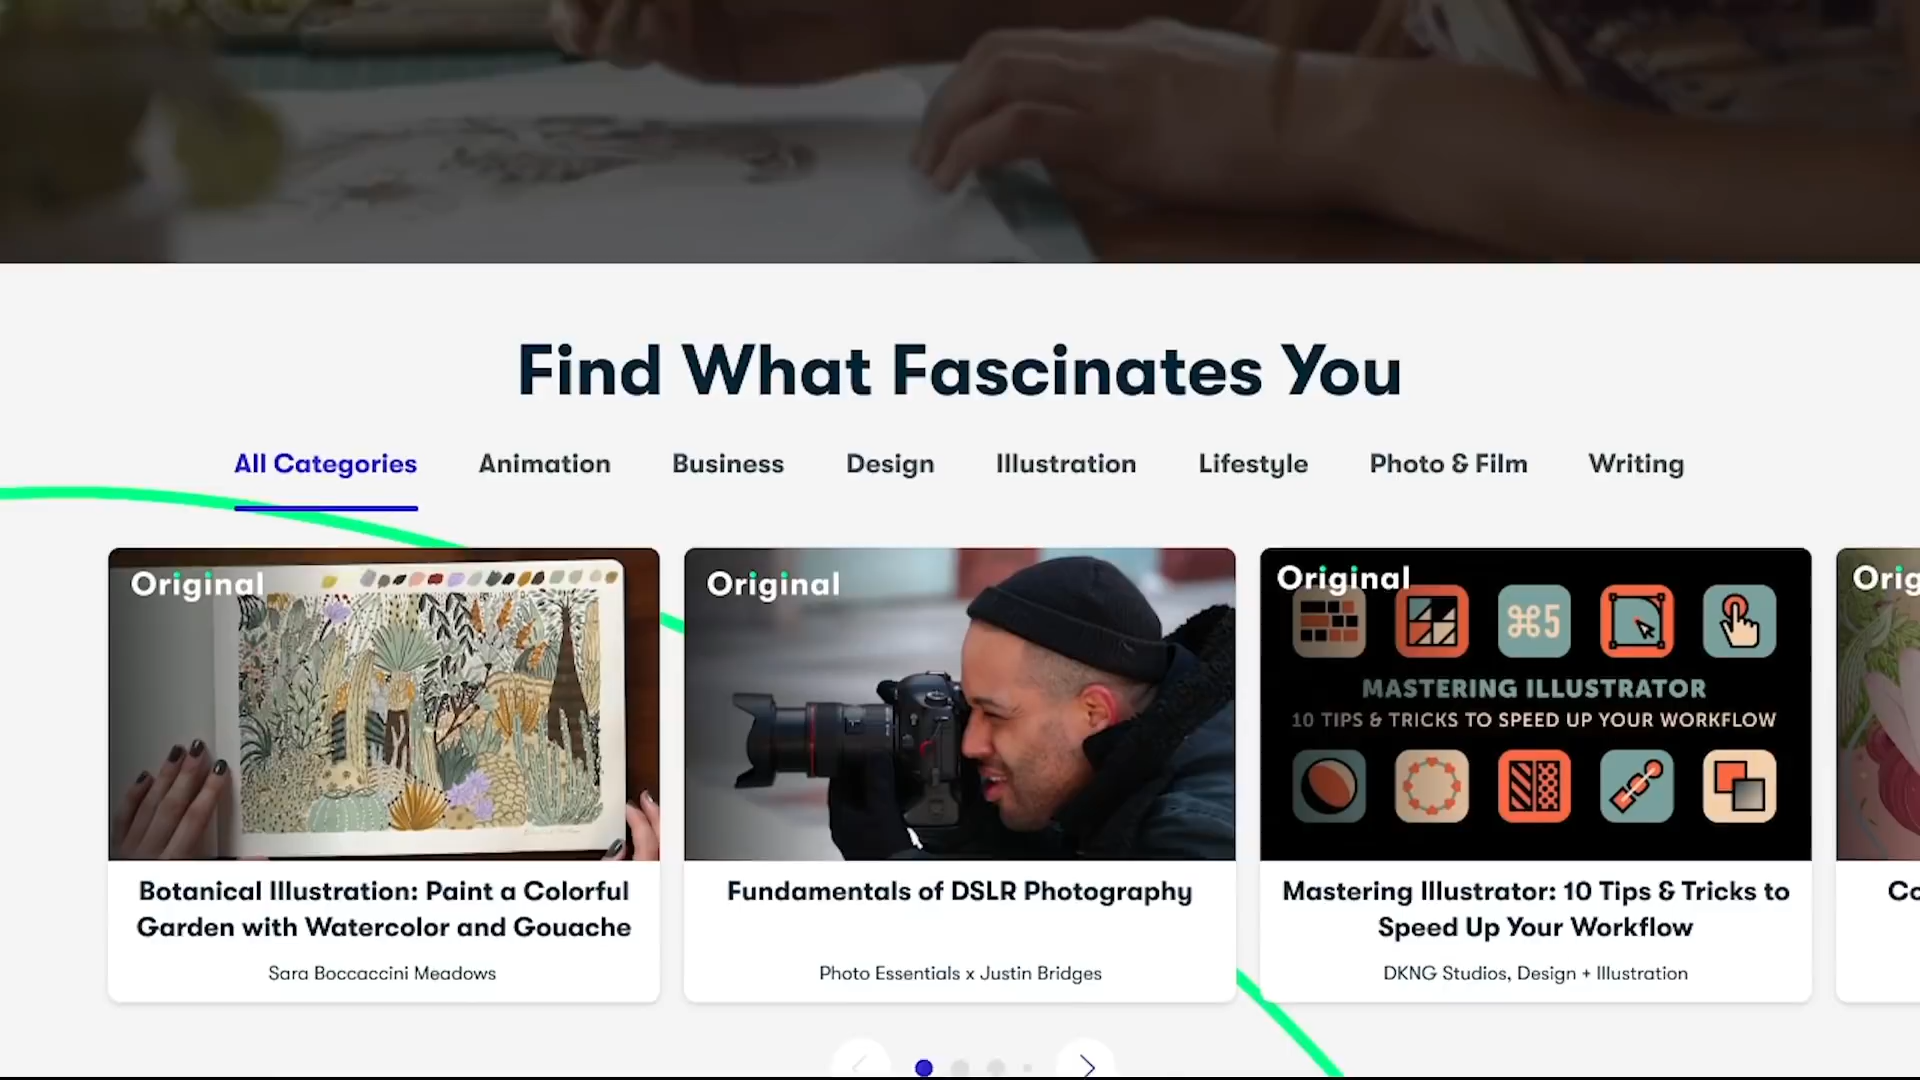 Find What Fascinates You
All Categories Animation Business Design Illustration Lifestyle Photo & Film Writing
Original
Botanical Illustration: Paint a Colorful
Garden with Watercolor and Gouache
Sara Boccaccini Meadows
Original
Fundamentals of DSLR Photography
Photo Essentials x Justin Bridges
Original
⌘5
MASTERING ILLUSTRATOR
10 TIPS & TRICKS TO SPEED UP YOUR WORKFLOW
Mastering Illustrator: 10 Tips & Tricks to
Speed Up Your Workflow
DKNG Studios, Design + Illustration
Orig
Co